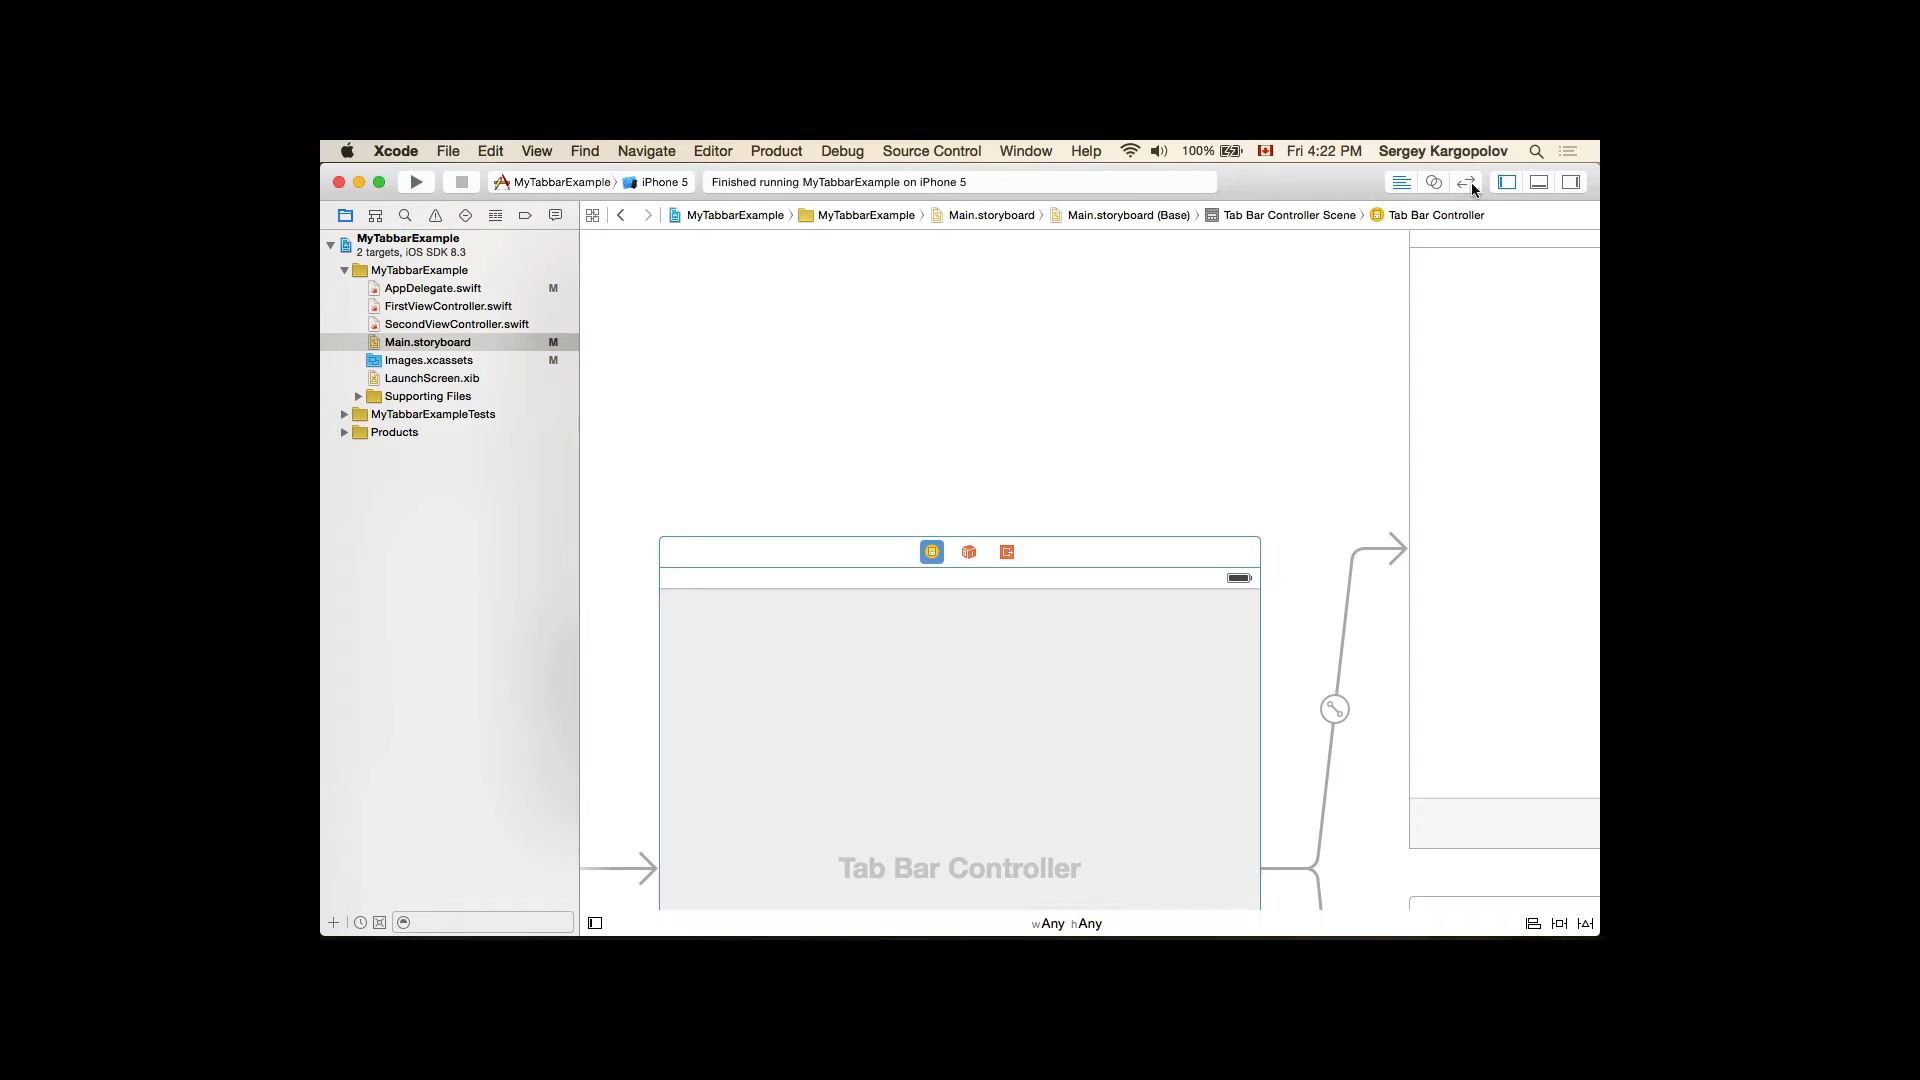 Xcode File Edit View Find Navigate Editor Product Debug Source Control Window Help 100% Fri 4:22 PM Sergey Kargopolov
MyTabbarExample 〉 iPhone 5 Finished running MyTabbarExample on iPhone 5
MyTabbarExample 〉 MyTabbarExample 〉 Main.storyboard 〉 Main.storyboard (Base) 〉 Tab Bar Controller Scene 〉 Tab Bar Controller
MyTabbarExample
2 targets, iOS SDK 8.3
MyTabbarExample
AppDelegate.swift M
FirstViewController.swift
SecondViewController.swift
Main.storyboard M
Images.xcassets M
LaunchScreen.xib
Supporting Files
MyTabbarExampleTests
Products
Tab Bar Controller
wAny hAny